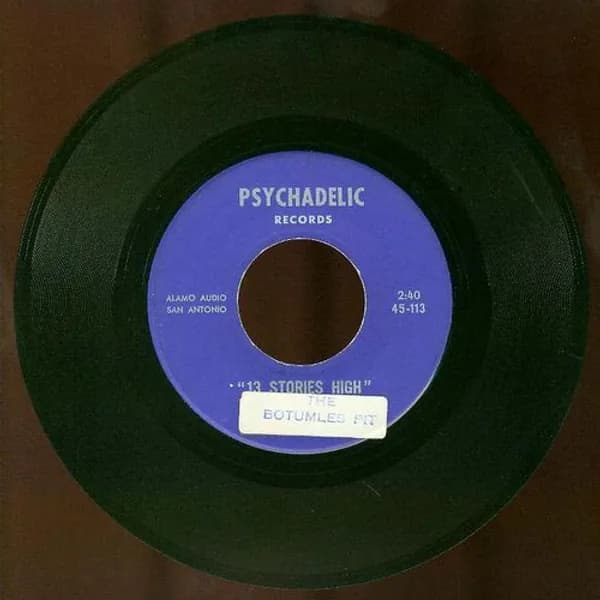 PSYCHADELIC
RECORDS
ALAMO AUDIO
SAN ANTONIO
2:40
45-113
"13 STORIES HIGH"
THE
BOTUMLES PIT